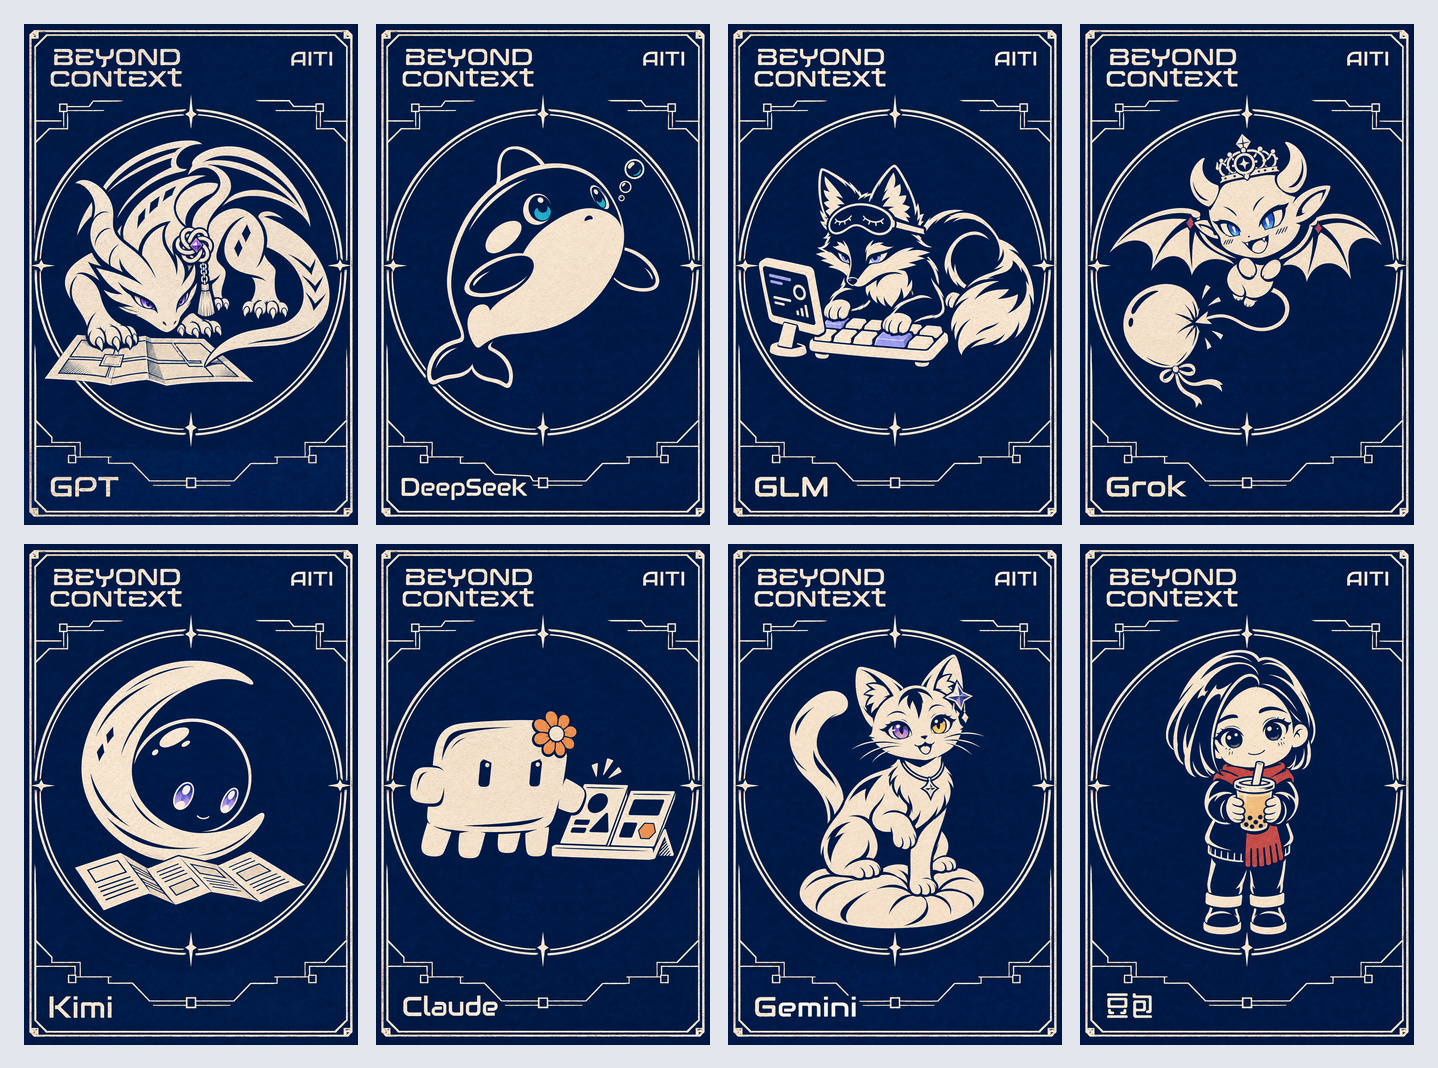 BEYOND
CONTEXT
AITI
GPT
BEYOND
CONTEXT
AITI
DeepSeek
BEYOND
CONTEXT
AITI
GLM
BEYOND
CONTEXT
AITI
Grok
BEYOND
CONTEXT
AITI
Kimi
BEYOND
CONTEXT
AITI
Claude
BEYOND
CONTEXT
AITI
Gemini
BEYOND
CONTEXT
AITI
豆包